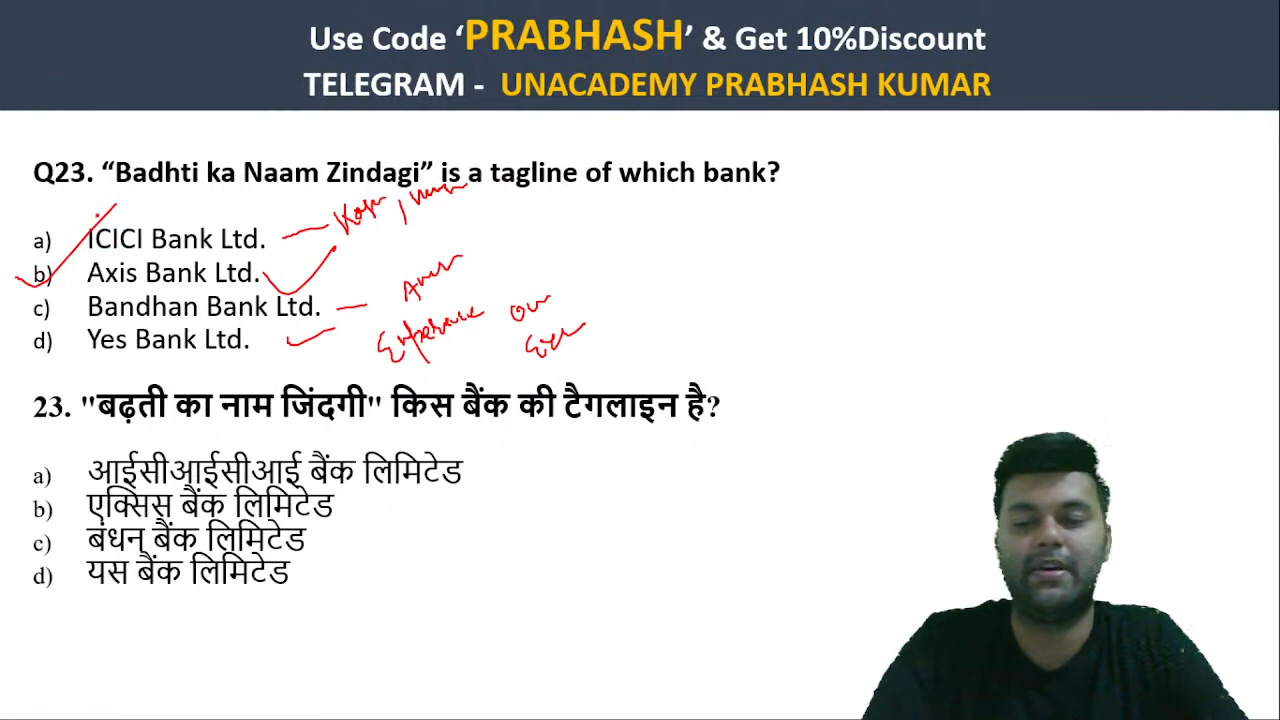 Use Code ‘PRABHASH’ & Get 10%Discount
TELEGRAM - UNACADEMY PRABHASH KUMAR
Q23. “Badhti ka Naam Zindagi” is a tagline of which bank?
a) ICICI Bank Ltd.
b) Axis Bank Ltd.
c) Bandhan Bank Ltd.
d) Yes Bank Ltd.
23. "बढ़ती का नाम जिंदगी" किस बैंक की टैगलाइन है?
a) आईसीआईसीआई बैंक लिमिटेड
b) एक्सिस बैंक लिमिटेड
c) बंधन बैंक लिमिटेड
d) यस बैंक लिमिटेड